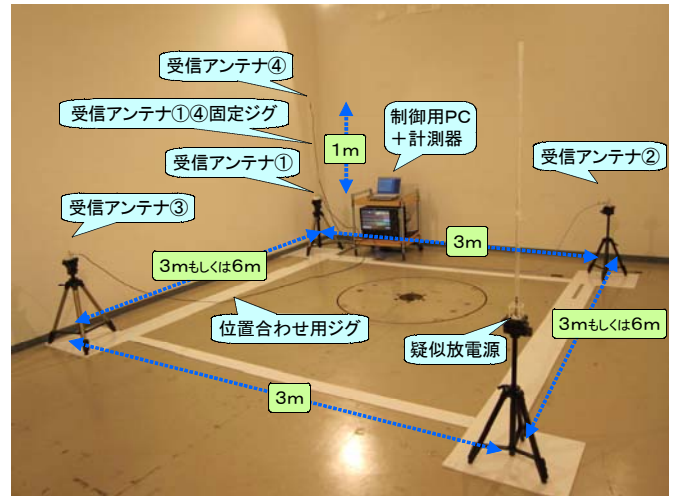 受信アンテナ④
受信アンテナ①④固定ジグ
制御用PC
＋計測器
1m
受信アンテナ①
受信アンテナ②
受信アンテナ③
3m
3mもしくは6m
位置合わせ用ジグ
疑似放電源
3mもしくは6m
3m